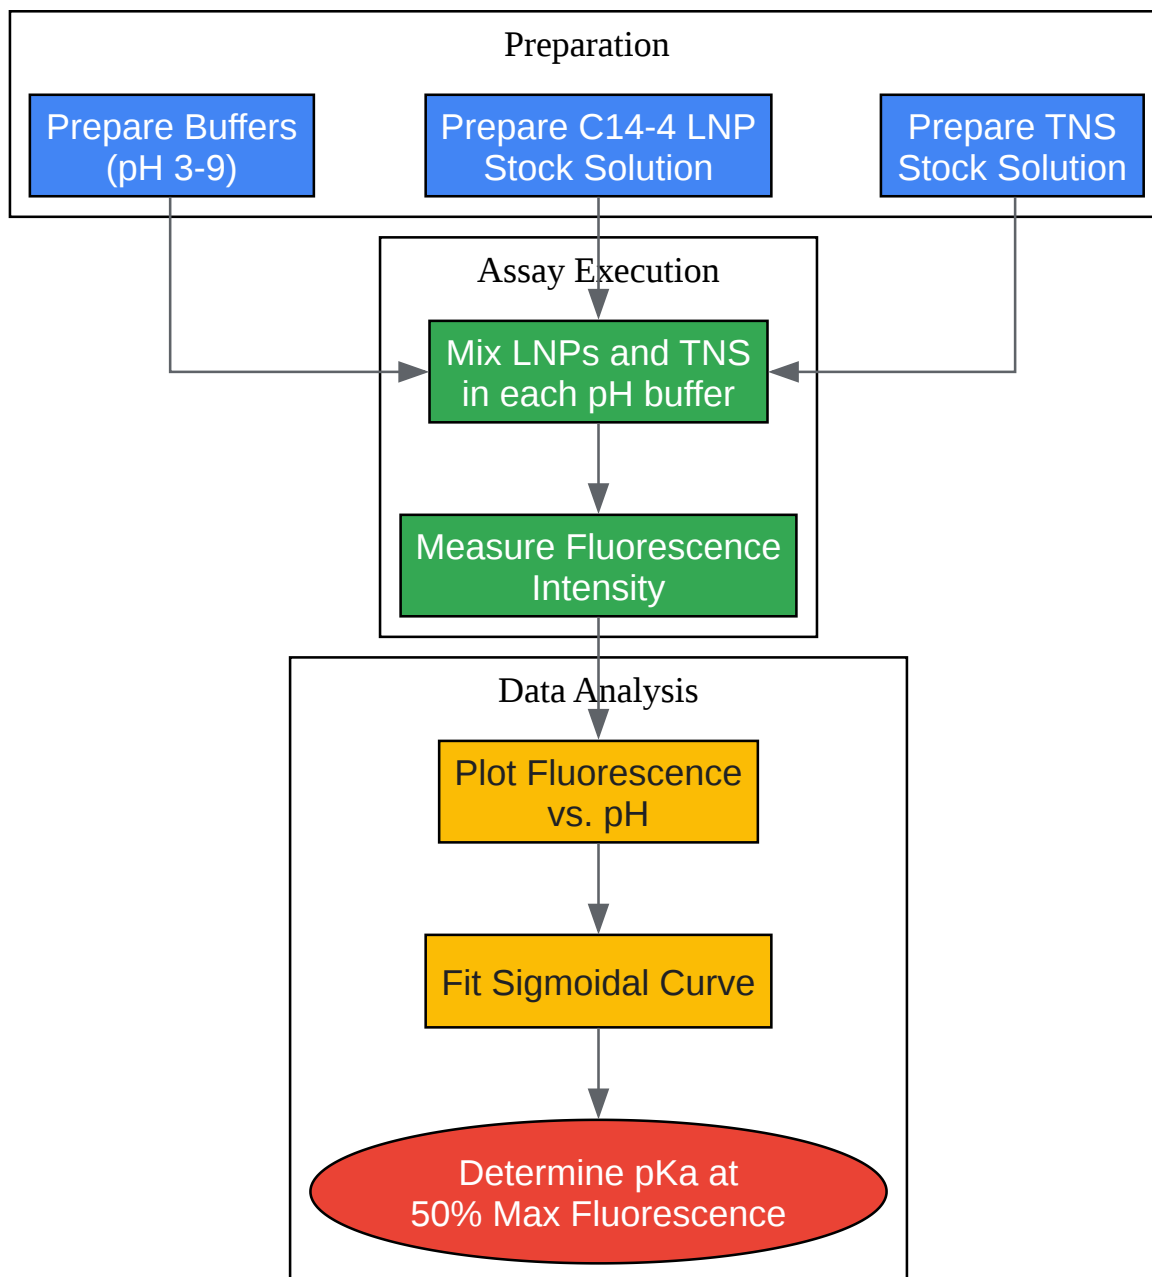 Preparation
Prepare Buffers
(pH 3-9)
Prepare C14-4 LNP
Stock Solution
Prepare TNS
Stock Solution
Assay Execution
Mix LNPs and TNS
in each pH buffer
Measure Fluorescence
Intensity
Data Analysis
Plot Fluorescence
vs. pH
Fit Sigmoidal Curve
Determine pKa at
50% Max Fluorescence